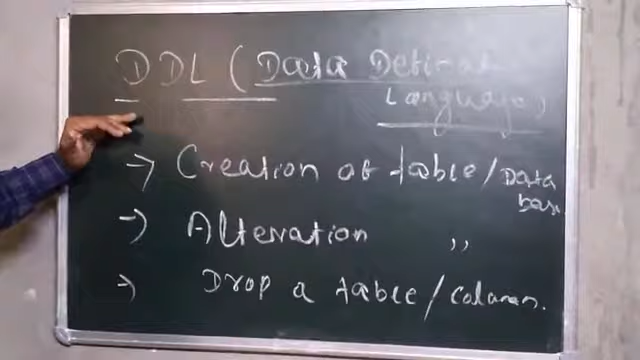 DDL (Data Definition
Language)
→ Creation of table/Data
base
→ Alteration ,,
→ Drop a table/column.